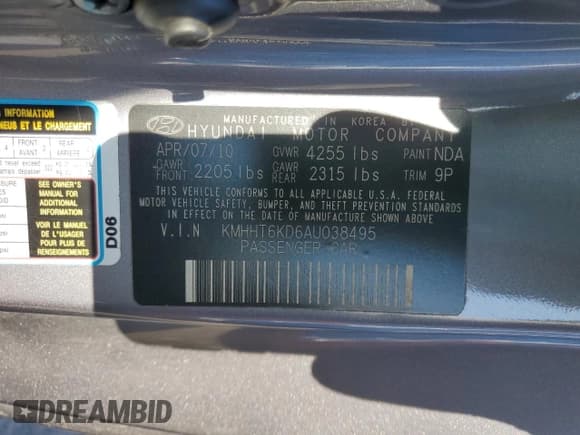 INFORMATION
NEUS ET LE CHARGEMENT
4 FRONT AVANT 2 REAR ARRIERE
SEE OWNER'S
MANUAL FOR
ADDITIONAL
INFORMATION
VOIR LE MANUEL
DE L'USAGER
POUR PLUS DE
RENSEIGNEMENTS
D06
MANUFACTURED IN KOREA BY
HYUNDAI MOTOR COMPANY
APR/07/10 GVWR 4255 lbs PAINT NDA
GAWR FRONT 2205 lbs GAWR REAR 2315 lbs TRIM 9P
THIS VEHICLE CONFORMS TO ALL APPLICABLE U.S.A. FEDERAL
MOTOR VEHICLE SAFETY, BUMPER, AND THEFT PREVENTION STANDARDS
IN EFFECT ON THE DATE OF MANUFACTURE SHOWN ABOVE.
V.I.N KMHHT6KD6AU038495
PASSENGER CAR
DREAMBID